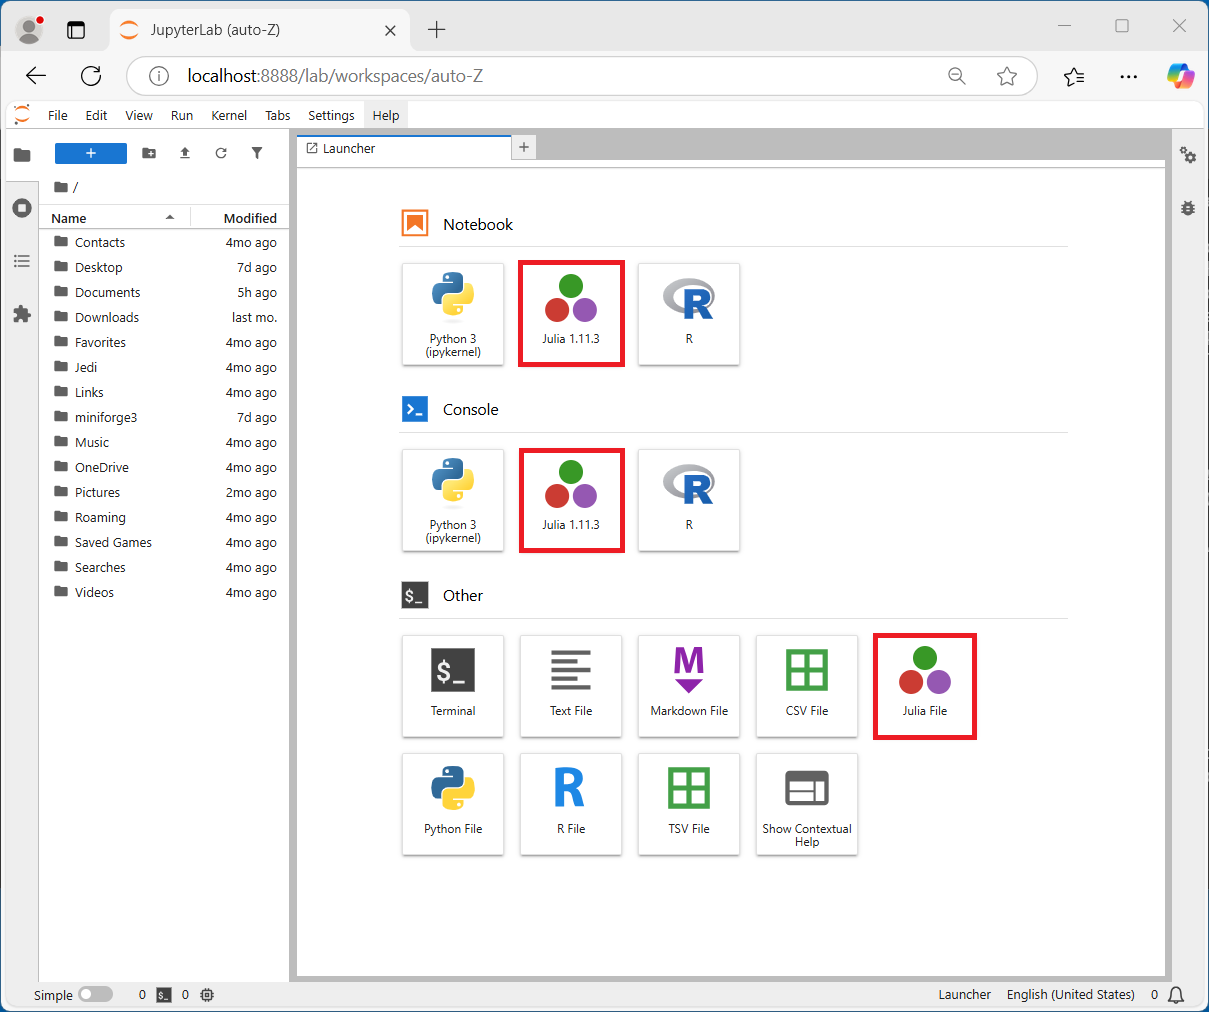 JupyterLab (auto-Z)
localhost:8888/lab/workspaces/auto-Z
File Edit View Run Kernel Tabs Settings Help
+
Launcher
+
/
Name Modified
Contacts 4mo ago
Desktop 7d ago
Documents 5h ago
Downloads last mo.
Favorites 4mo ago
Jedi 4mo ago
Links 4mo ago
miniforge3 7d ago
Music 4mo ago
OneDrive 4mo ago
Pictures 2mo ago
Roaming 4mo ago
Saved Games 4mo ago
Searches 4mo ago
Videos 4mo ago
Notebook
Python 3
(ipykernel)
Julia 1.11.3
R
R
>_
Console
Python 3
(ipykernel)
Julia 1.11.3
R
R
$_
Other
$_
Terminal
Text File
M
Markdown File
CSV File
Julia File
Python File
R
R File
TSV File
Show Contextual
Help
Simple 0 $_ 0
Launcher English (United States) 0